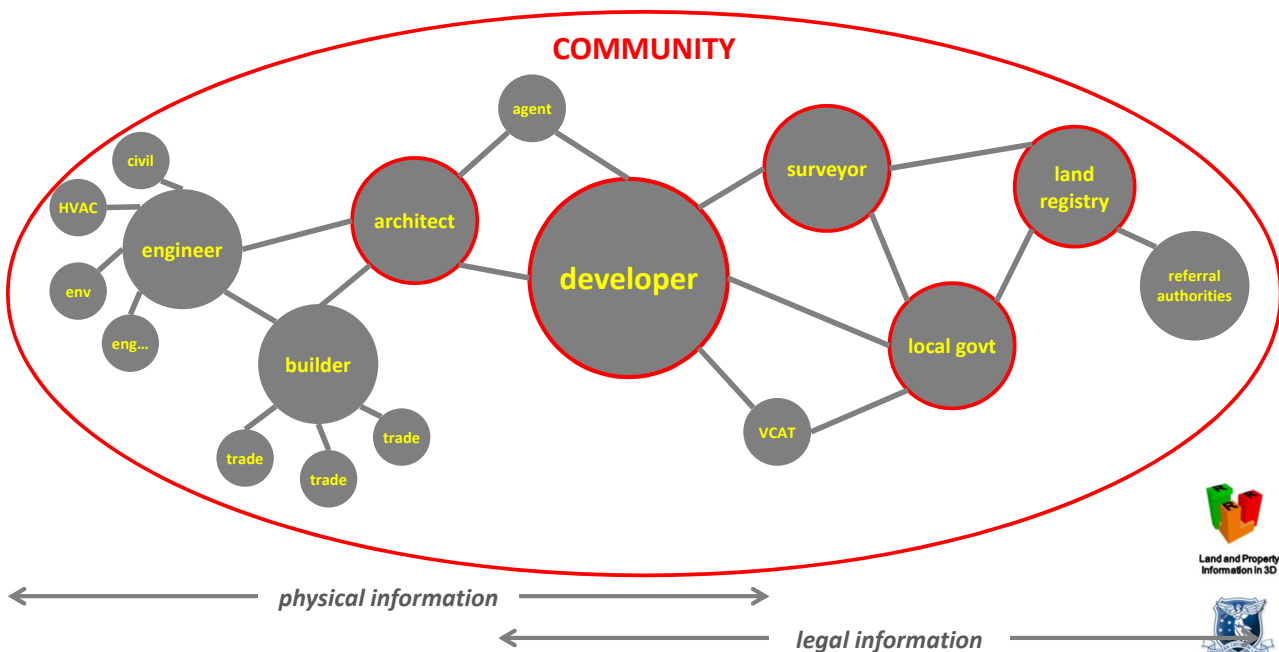 COMMUNITY
agent
civil
surveyor
land
registry
HVAC
architect
engineer
developer
referral
authorities
env
eng...
local govt
builder
VCAT
trade
trade
trade
Land and Property
Information in 3D
physical information
legal information